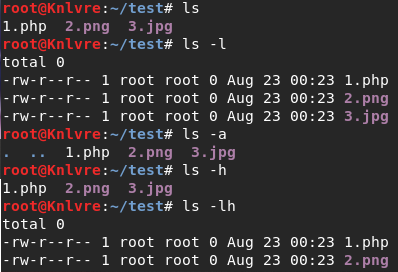 root@Knlvre:~/test# ls
1.php  2.png  3.jpg
root@Knlvre:~/test# ls -l
total 0
-rw-r--r-- 1 root root 0 Aug 23 00:23 1.php
-rw-r--r-- 1 root root 0 Aug 23 00:23 2.png
-rw-r--r-- 1 root root 0 Aug 23 00:23 3.jpg
root@Knlvre:~/test# ls -a
.  ..  1.php  2.png  3.jpg
root@Knlvre:~/test# ls -h
1.php  2.png  3.jpg
root@Knlvre:~/test# ls -lh
total 0
-rw-r--r-- 1 root root 0 Aug 23 00:23 1.php
-rw-r--r-- 1 root root 0 Aug 23 00:23 2.png